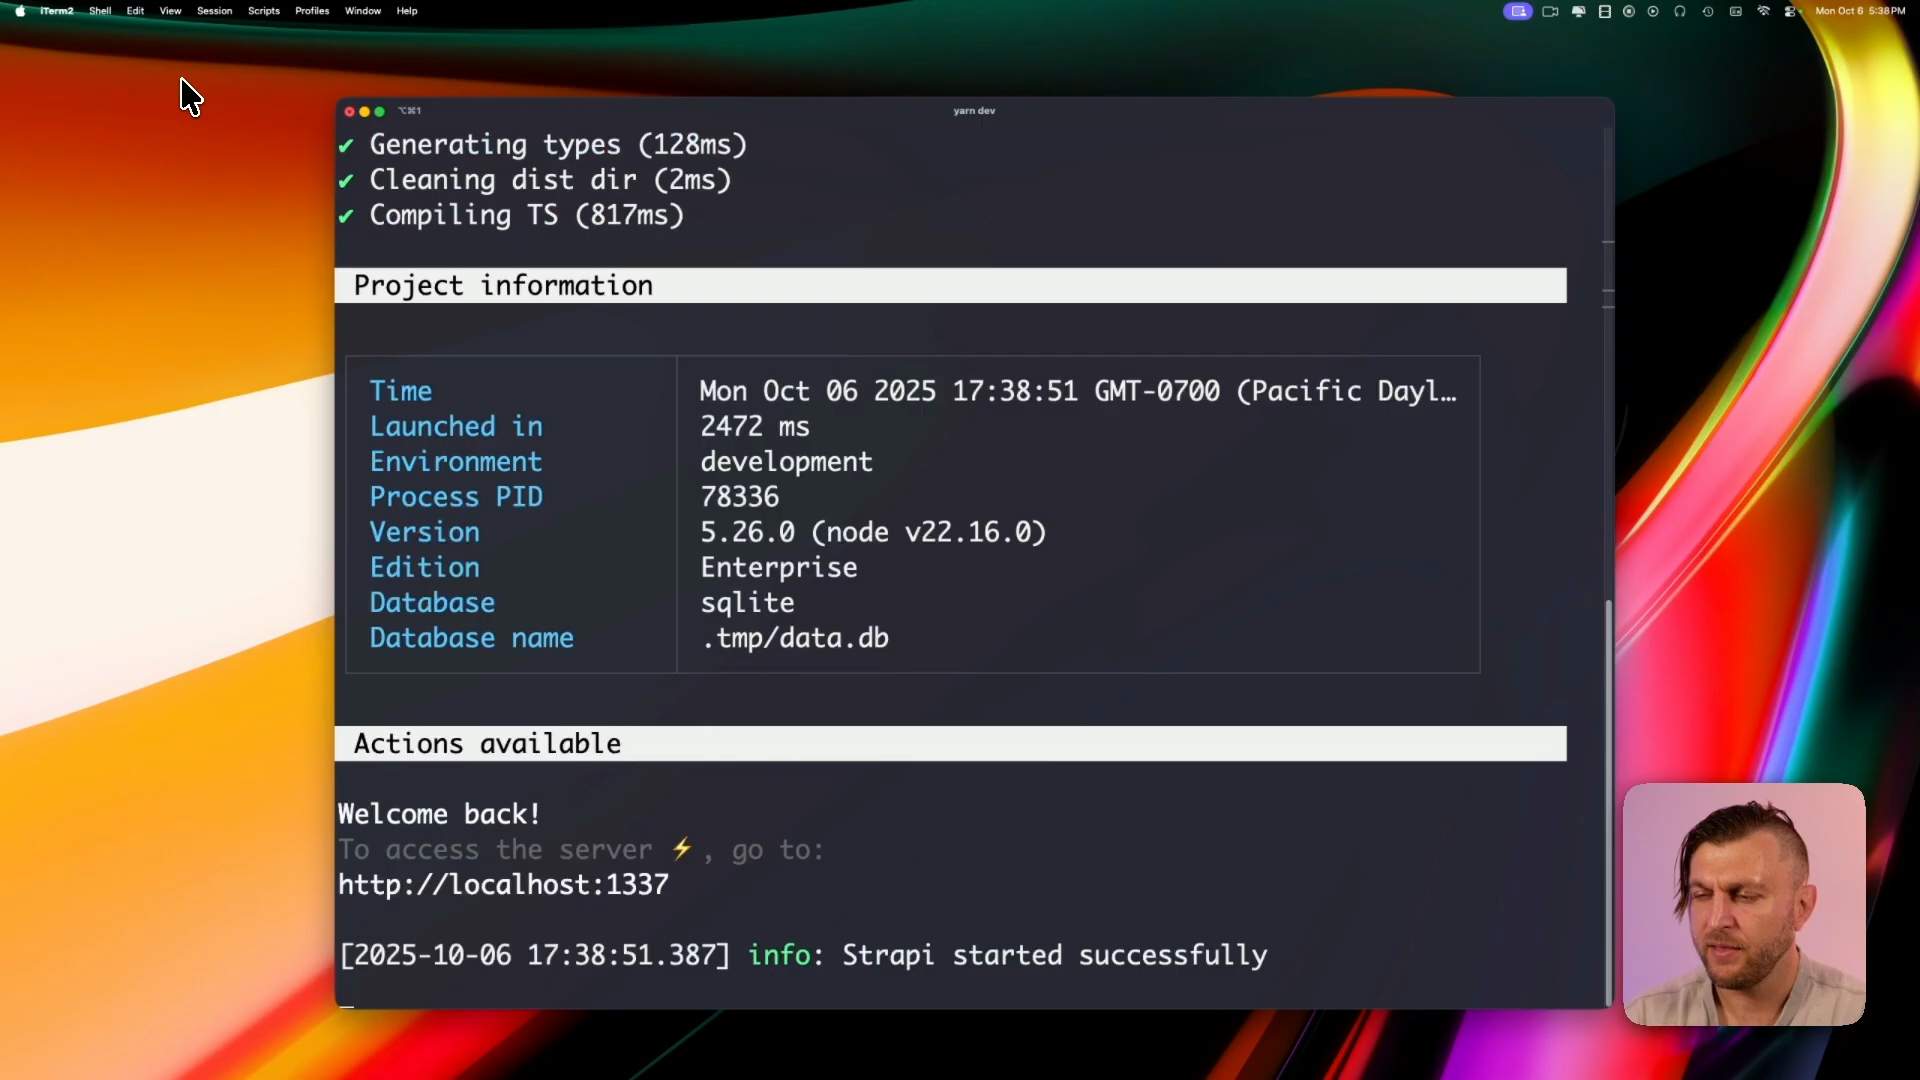 iTerm2 Shell Edit View Session Scripts Profiles Window Help
Mon Oct 6 5:38PM
⌥⌘1 yarn dev
✔ Generating types (128ms)
✔ Cleaning dist dir (2ms)
✔ Compiling TS (817ms)
Project information
Time Mon Oct 06 2025 17:38:51 GMT-0700 (Pacific Dayl…
Launched in 2472 ms
Environment development
Process PID 78336
Version 5.26.0 (node v22.16.0)
Edition Enterprise
Database sqlite
Database name .tmp/data.db
Actions available
Welcome back!
To access the server ⚡, go to:
http://localhost:1337
[2025-10-06 17:38:51.387] info: Strapi started successfully